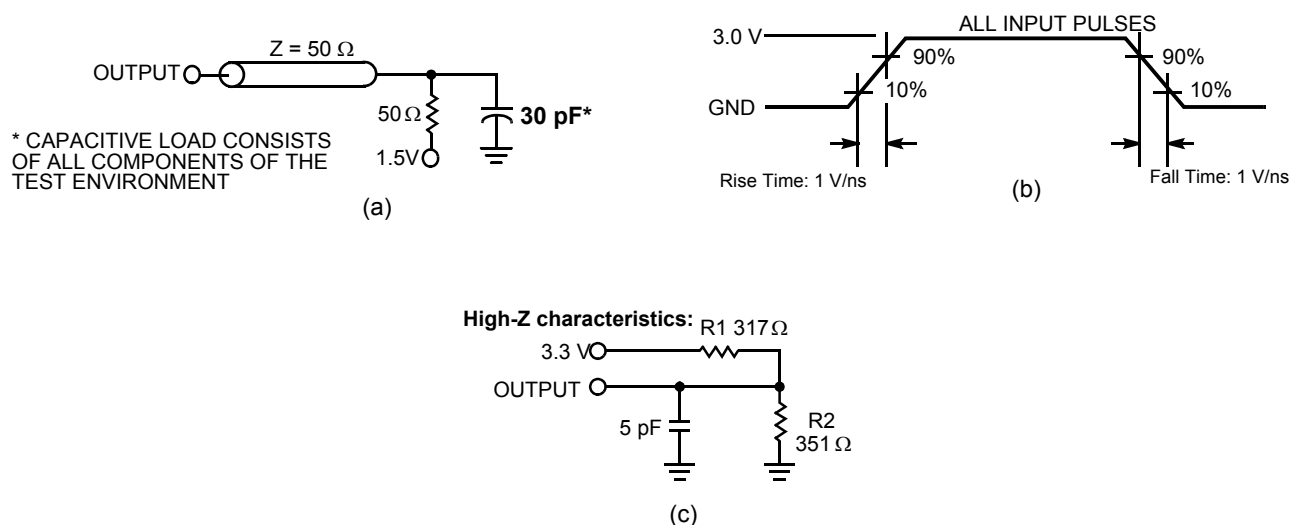 Z = 50 Ω
OUTPUT
50 Ω
30 pF*
1.5V
* CAPACITIVE LOAD CONSISTS
OF ALL COMPONENTS OF THE
TEST ENVIRONMENT
(a)
ALL INPUT PULSES
3.0 V
90%
90%
10%
10%
GND
Rise Time: 1 V/ns
Fall Time: 1 V/ns
(b)
High-Z characteristics:
R1 317 Ω
3.3 V
OUTPUT
5 pF
R2
351 Ω
(c)